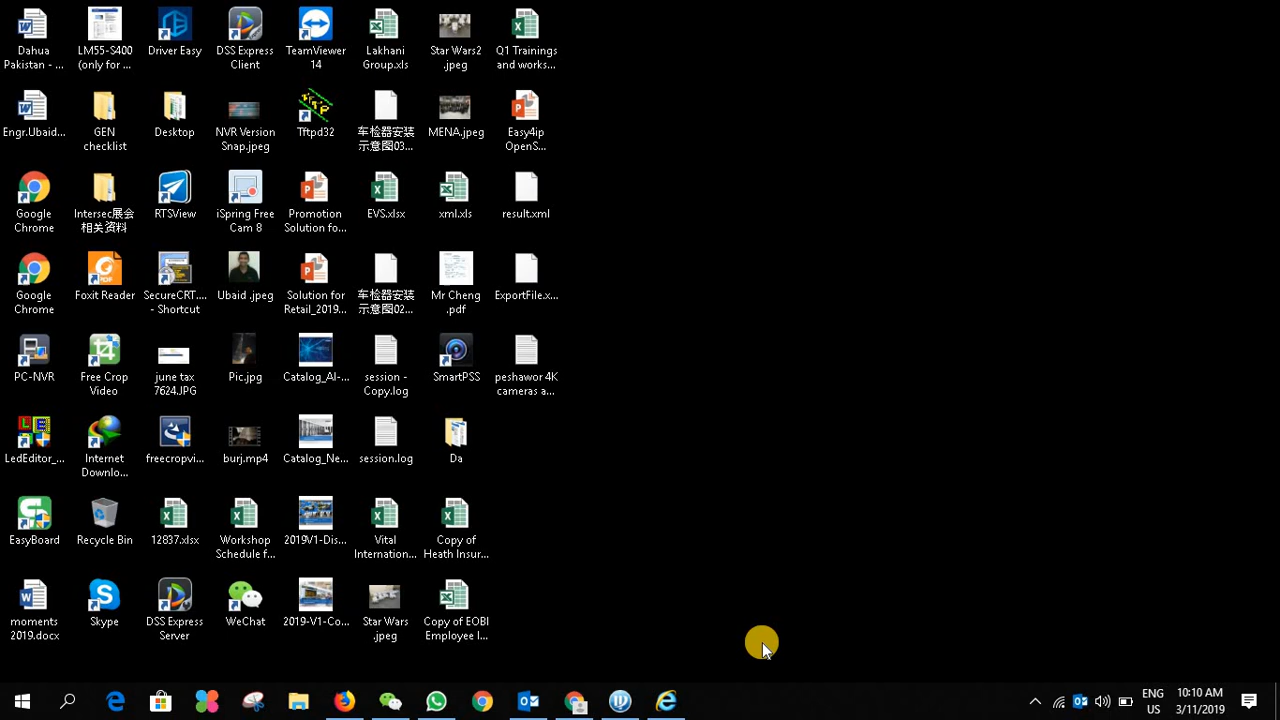 Dahua
Pakistan - ...
LM55-S400
(only for ...
Driver Easy
DSS Express
Client
TeamViewer
14
Lakhani
Group.xls
Star Wars2
.jpeg
Q1 Trainings
and works...
Engr.Ubaid...
GEN
checklist
Desktop
NVR Version
Snap.jpeg
Tftpd32
车检器安装
示意图03...
MENA.jpeg
Easy4ip
OpenS...
Google
Chrome
Intersec展会
相关资料
RTSView
iSpring Free
Cam 8
Promotion
Solution fo...
EVS.xlsx
xml.xls
result.xml
Google
Chrome
Foxit Reader
SecureCRT....
- Shortcut
Ubaid .jpeg
Solution for
Retail_2019...
车检器安装
示意图02...
Mr Cheng
.pdf
ExportFile.x...
PC-NVR
Free Crop
Video
june tax
7624.JPG
Pic.jpg
Catalog_AI-...
session -
Copy.log
SmartPSS
peshawor 4K
cameras a...
LedEditor_...
Internet
Downlo...
freecropvi...
burj.mp4
Catalog_Ne...
session.log
Da
EasyBoard
Recycle Bin
12837.xlsx
Workshop
Schedule f...
2019V1-Dis...
Vital
Internation...
Copy of
Heath Insur...
moments
2019.docx
Skype
DSS Express
Server
WeChat
2019-V1-Co...
Star Wars
.jpeg
Copy of EOBI
Employee I...
ENG
US
10:10 AM
3/11/2019